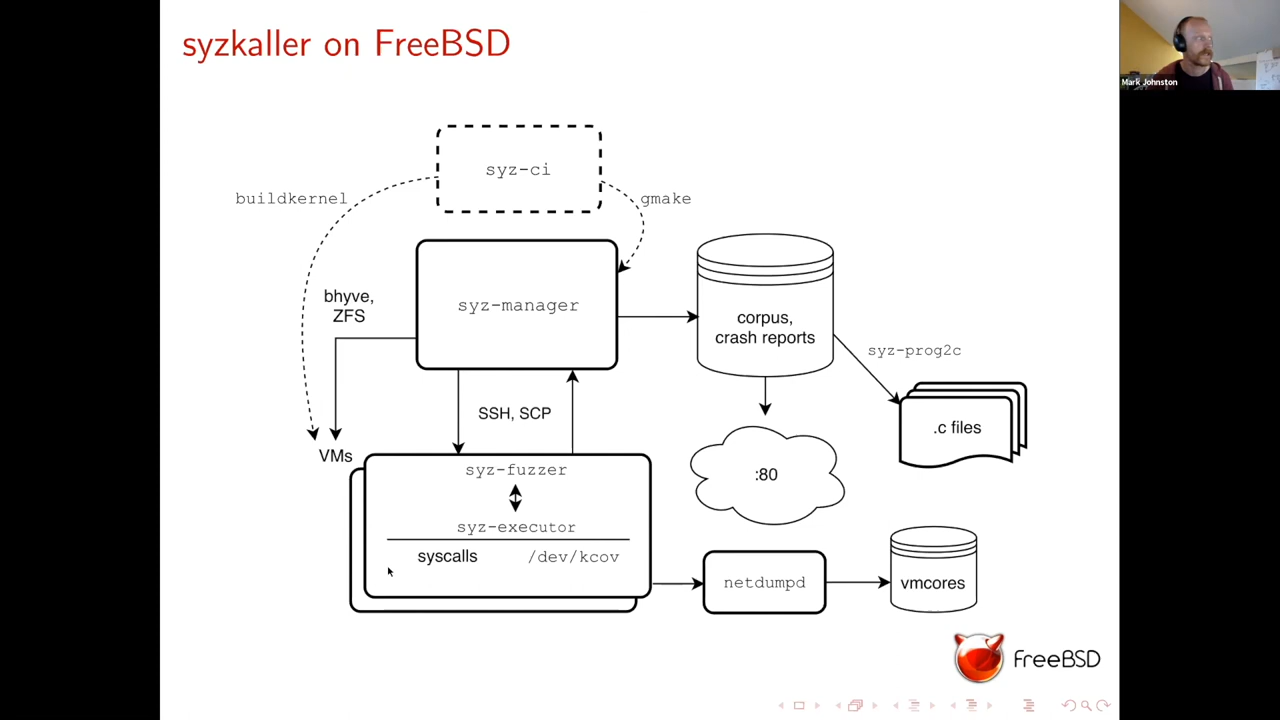 syzkaller on FreeBSD
Mark Johnston
syz-ci
buildkernel
gmake
bhyve,
ZFS
syz-manager
corpus,
crash reports
syz-prog2c
SSH, SCP
.c files
VMs
syz-fuzzer
:80
syz-executor
syscalls
/dev/kcov
netdumpd
vmcores
FreeBSD